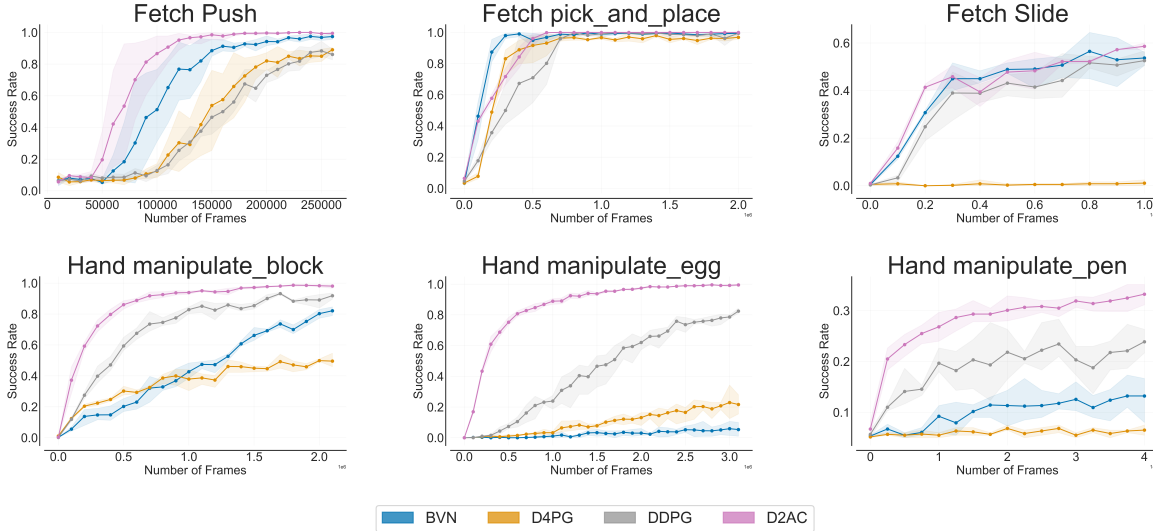 Fetch Push
Fetch pick_and_place
Fetch Slide
Success Rate
1.0
0.8
0.6
0.4
0.2
0.0
0
50000
100000
150000
200000
250000
Number of Frames
Success Rate
1.0
0.8
0.6
0.4
0.2
0.0
0.0
0.5
1.0
1.5
2.0
Number of Frames
1e6
Success Rate
0.6
0.4
0.2
0.0
0.0
0.2
0.4
0.6
0.8
1.0
Number of Frames
Hand manipulate_block
Hand manipulate_egg
Hand manipulate_pen
Success Rate
1.0
0.8
0.6
0.4
0.2
0.0
0.0
0.5
1.0
1.5
2.0
Number of Frames
1e6
Success Rate
1.0
0.8
0.6
0.4
0.2
0.0
0.0
0.5
1.0
1.5
2.0
2.5
3.0
Number of Frames
1e6
Success Rate
0.3
0.2
0.1
0
1
2
3
4
Number of Frames
BVN
D4PG
DDPG
D2AC